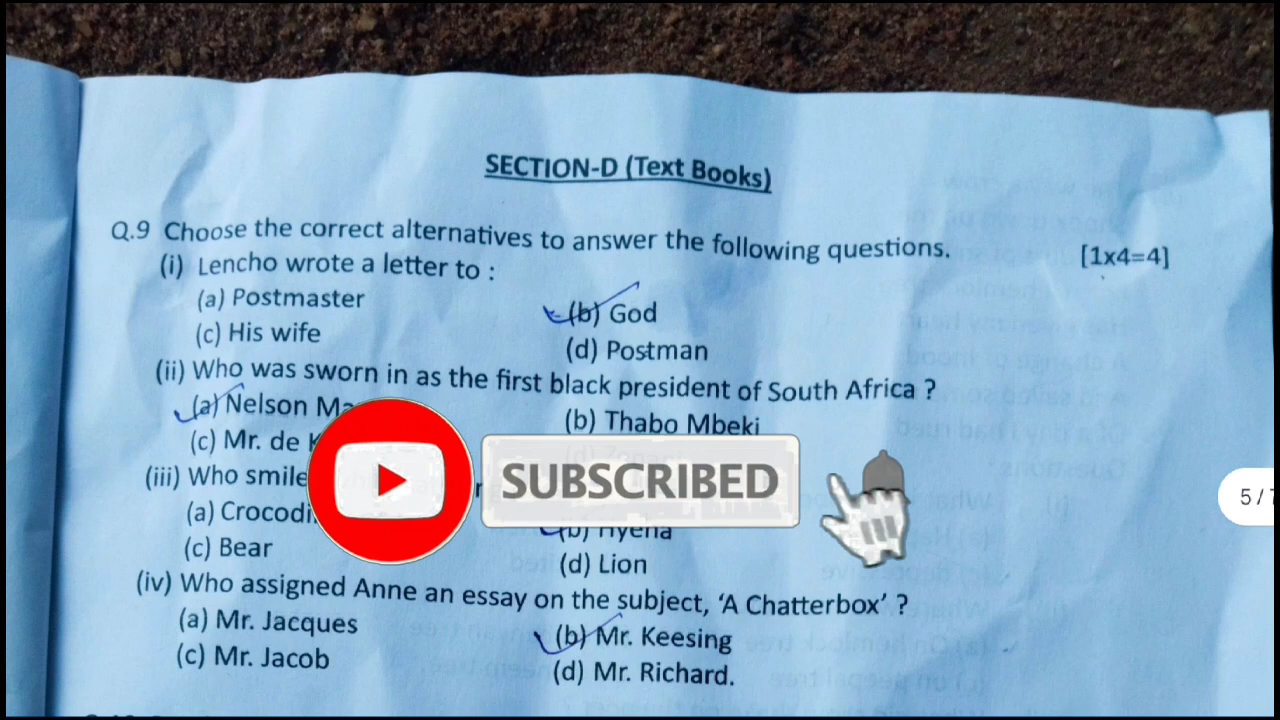 SECTION-D (Text Books)
Q.9 Choose the correct alternatives to answer the following questions. [1x4=4]
(i) Lencho wrote a letter to :
(a) Postmaster (b) God
(c) His wife (d) Postman
(ii) Who was sworn in as the first black president of South Africa ?
(a) Nelson (b) Thabo Mbeki
(c) Mr. de
(iii) Who
SUBSCRIBED
(a) (b) Hyena
(c) Bear (d) Lion
5/7
(iv) Who assigned Anne an essay on the subject, 'A Chatterbox' ?
(a) Mr. Jacques (b) Mr. Keesing
(c) Mr. Jacob (d) Mr. Richard.